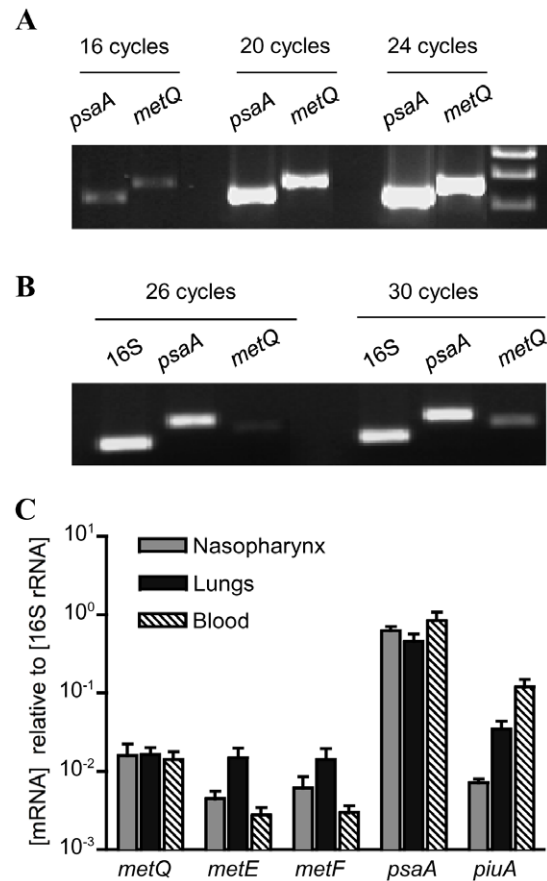 A
16 cycles 20 cycles 24 cycles
psaA metQ psaA metQ psaA metQ
B
26 cycles 30 cycles
16S psaA metQ 16S psaA metQ
C
[mRNA] relative to [16S rRNA]
10¹
10⁰
10⁻¹
10⁻²
10⁻³
Nasopharynx
Lungs
Blood
metQ metE metF psaA piuA